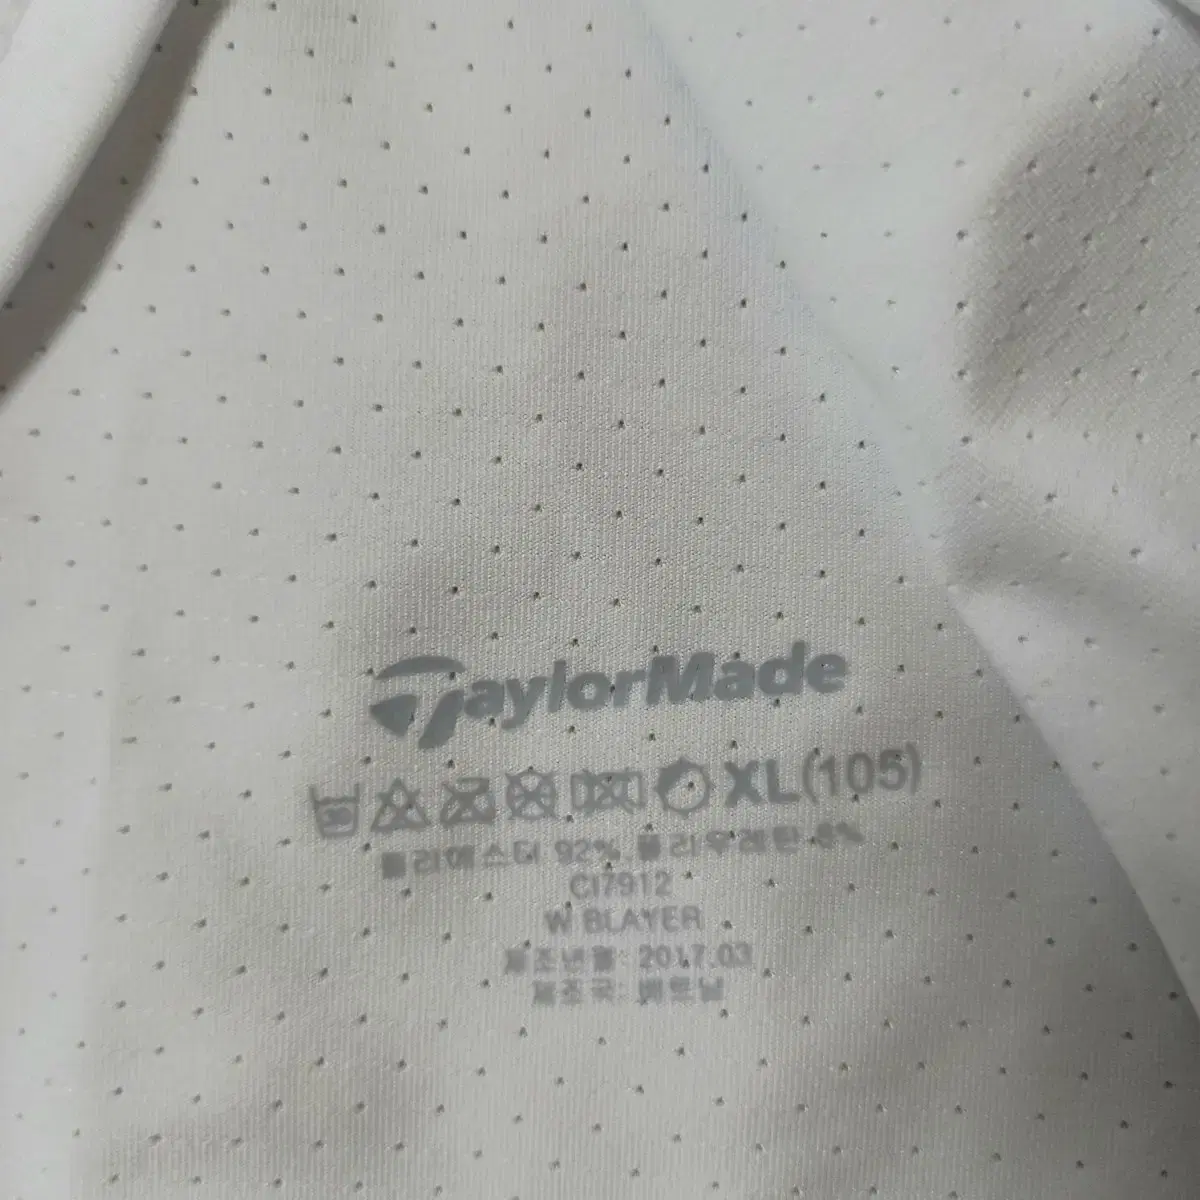 TaylorMade
XL(105)
폴리에스터 92%, 폴리우레탄 8%
CI7912
W BLAYER
제조년월: 2017.03
제조국: 베트남